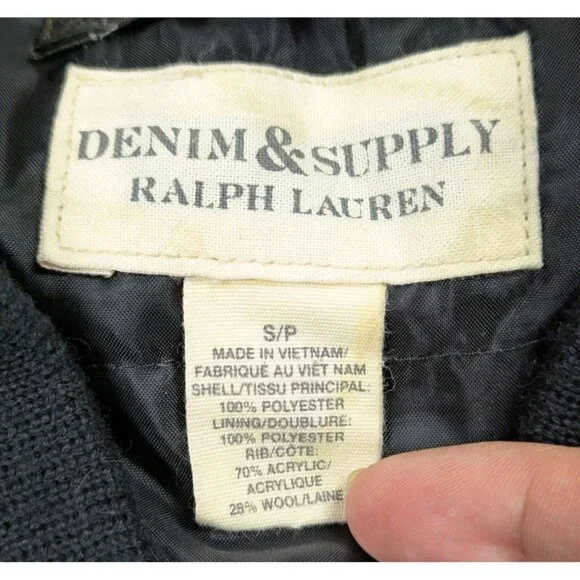 DENIM & SUPPLY
RALPH LAUREN
S/P
MADE IN VIETNAM/
FABRIQUÉ AU VIÊT NAM
SHELL/TISSU PRINCIPAL:
100% POLYESTER
LINING/DOUBLURE:
100% POLYESTER
RIB/CÔTE:
70% ACRYLIC/
ACRYLIQUE
28% WOOL/LAINE